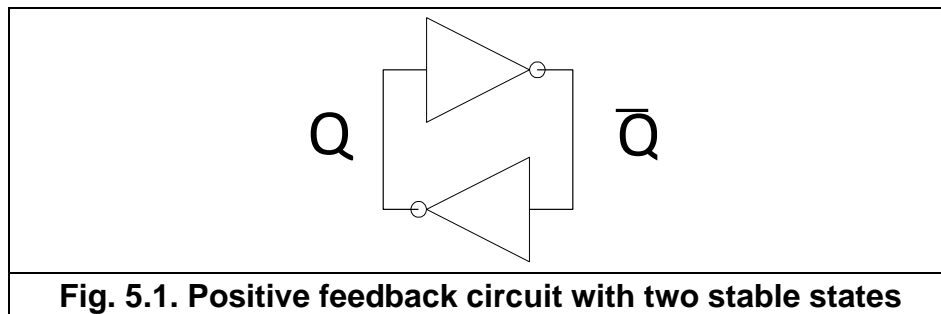 Q Q̅
Fig. 5.1. Positive feedback circuit with two stable states